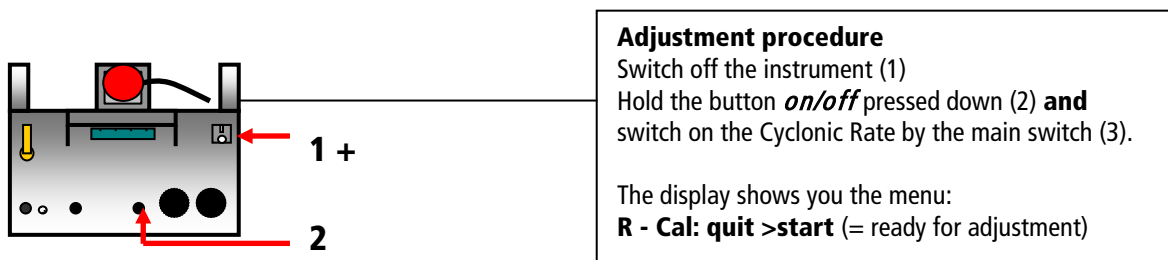 Adjustment procedure
Switch off the instrument (1)
Hold the button on/off pressed down (2) and
switch on the Cyclonic Rate by the main switch (3).
The display shows you the menu:
R - Cal: quit >start (= ready for adjustment)
1 +
2